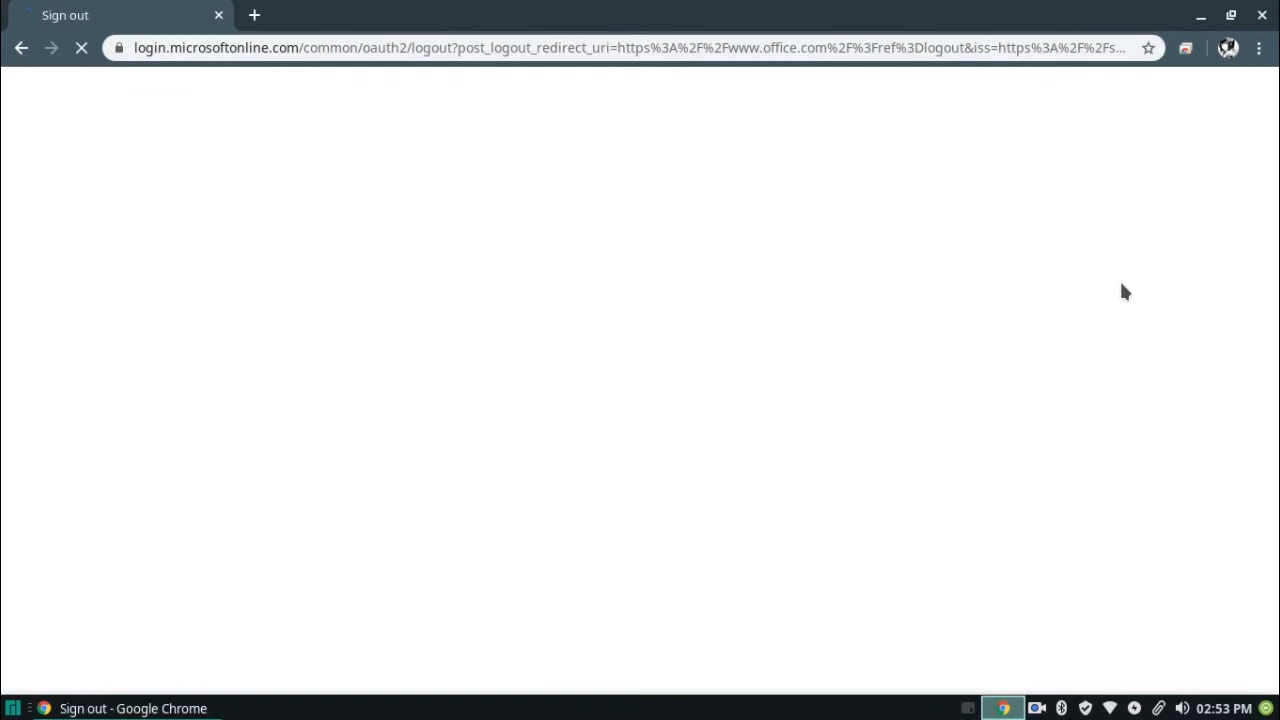 Sign out
login.microsoftonline.com/common/oauth2/logout?post_logout_redirect_uri=https%3A%2F%2Fwww.office.com%2F%3Fref%3Dlogout&iss=https%3A%2F%2Fs...
Sign out - Google Chrome
02:53 PM